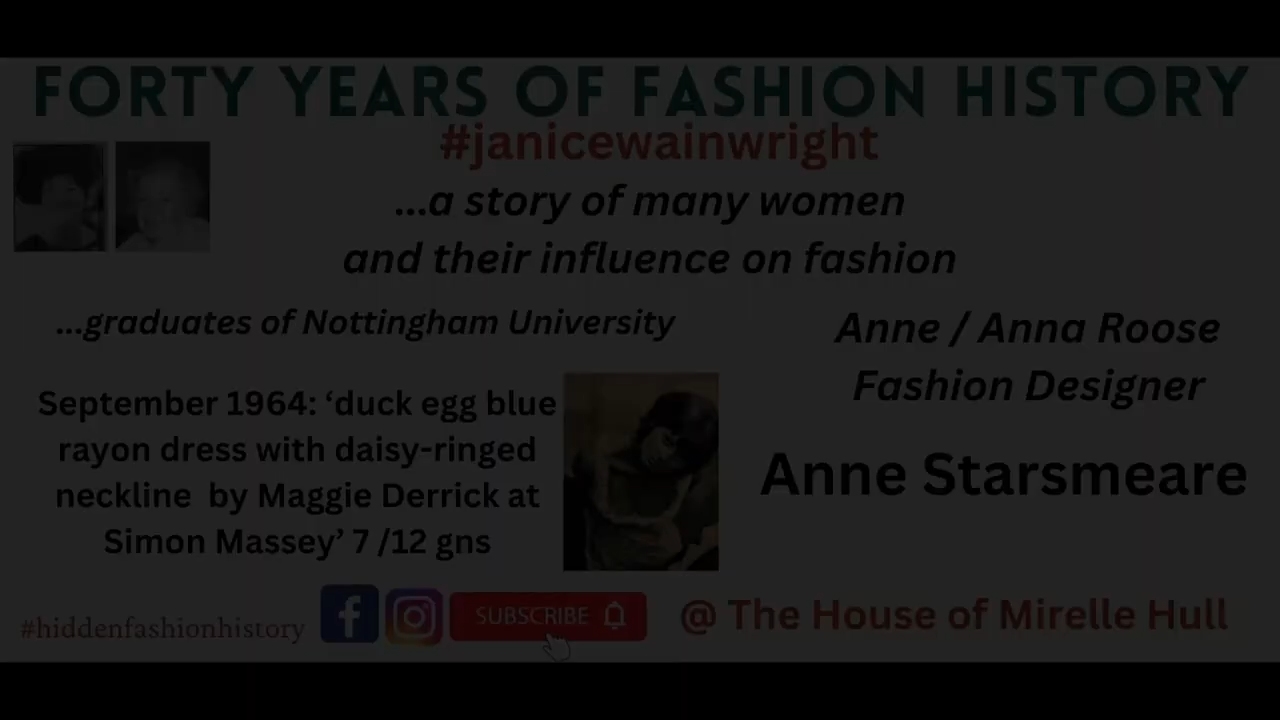 FORTY YEARS OF FASHION HISTORY
#janicewainwright
...a story of many women
and their influence on fashion
...graduates of Nottingham University
Anne / Anna Roose
Fashion Designer
September 1964: ‘duck egg blue
rayon dress with daisy-ringed
neckline by Maggie Derrick at
Simon Massey’ 7 /12 gns
Anne Starsmeare
#hiddenfashionhistory
SUBSCRIBE
@ The House of Mirelle Hull